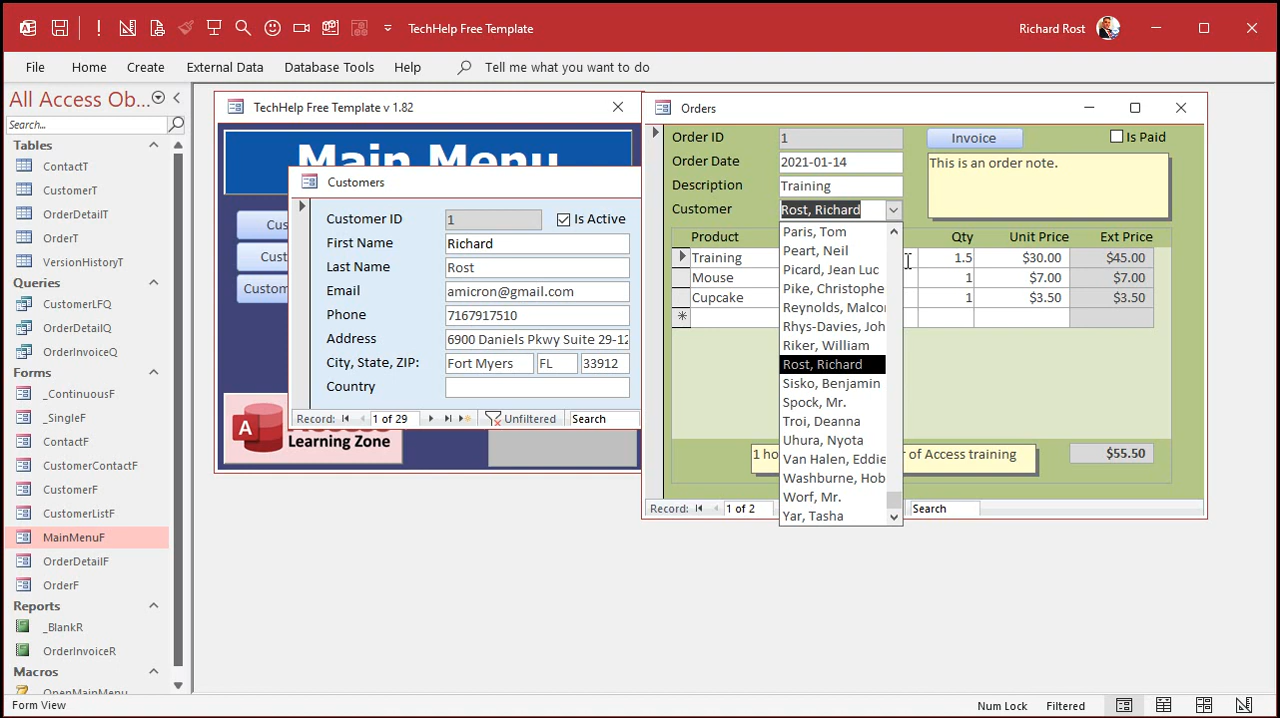 TechHelp Free Template
Richard Rost
File Home Create External Data Database Tools Help Tell me what you want to do
All Access Ob...
Search...
Tables
ContactT
CustomerT
OrderDetailT
OrderT
VersionHistoryT
Queries
CustomerLFQ
OrderDetailQ
OrderInvoiceQ
Forms
_ContinuousF
_SingleF
ContactF
CustomerContactF
CustomerF
CustomerListF
MainMenuF
OrderDetailF
OrderF
Reports
_BlankR
OrderInvoiceR
Macros
OpenMainMenu
TechHelp Free Template v 1.82
Main Menu
Cus
Cust
Custom
A
Learning Zone
Customers
Customer ID 1 Is Active
First Name Richard
Last Name Rost
Email amicron@gmail.com
Phone 7167917510
Address 6900 Daniels Pkwy Suite 29-12
City, State, ZIP: Fort Myers FL 33912
Country
Record: 1 of 29 Unfiltered Search
Orders
Order ID 1 Invoice Is Paid
Order Date 2021-01-14
This is an order note.
Description Training
Customer Rost, Richard
Product Qty Unit Price Ext Price
Training 1.5 $30.00 $45.00
Mouse 1 $7.00 $7.00
Cupcake 1 $3.50 $3.50
Paris, Tom
Peart, Neil
Picard, Jean Luc
Pike, Christophe
Reynolds, Malcol
Rhys-Davies, Joh
Riker, William
Rost, Richard
Sisko, Benjamin
Spock, Mr.
Troi, Deanna
Uhura, Nyota
Van Halen, Eddie
Washburne, Hob
Worf, Mr.
Yar, Tasha
1 ho r of Access training
$55.50
Record: 1 of 2 Search
Form View Num Lock Filtered